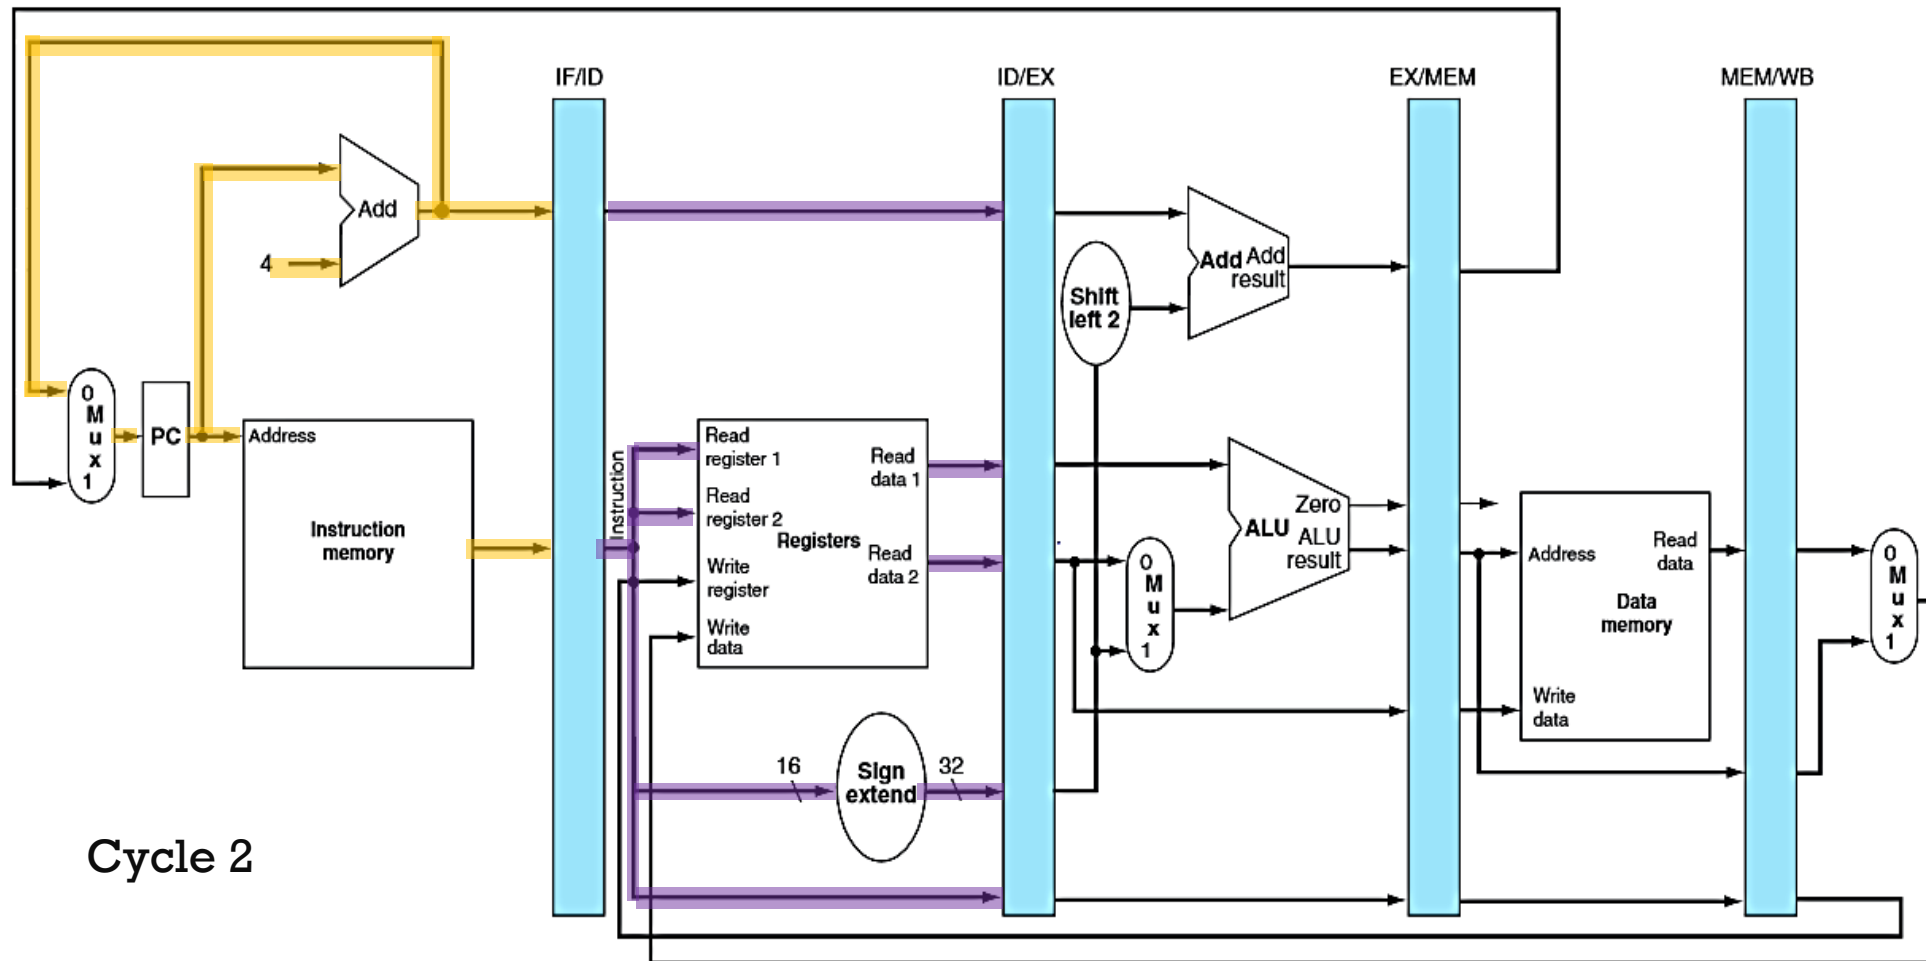 IF/ID
ID/EX
EX/MEM
MEM/WB
Add
4
Add Add
result
Shift
left 2
0
M
u
x
1
PC
Address
Instruction
memory
Instruction
Read
register 1
Read
register 2
Write
register
Write
data
Registers
Read
data 1
Read
data 2
0
M
u
x
1
Zero
ALU
ALU
result
Address
Read
data
Data
memory
Write
data
0
M
u
x
1
16
Sign
extend
32
Cycle 2